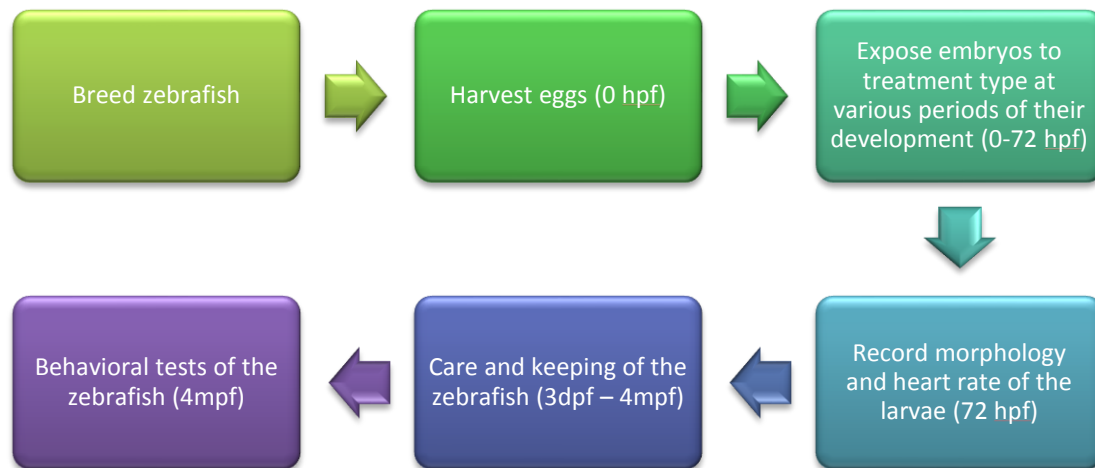 Breed zebrafish
Harvest eggs (0 hpf)
Expose embryos to
treatment type at
various periods of their
development (0-72 hpf)
Record morphology
and heart rate of the
larvae (72 hpf)
Care and keeping of the
zebrafish (3dpf – 4mpf)
Behavioral tests of the
zebrafish (4mpf)